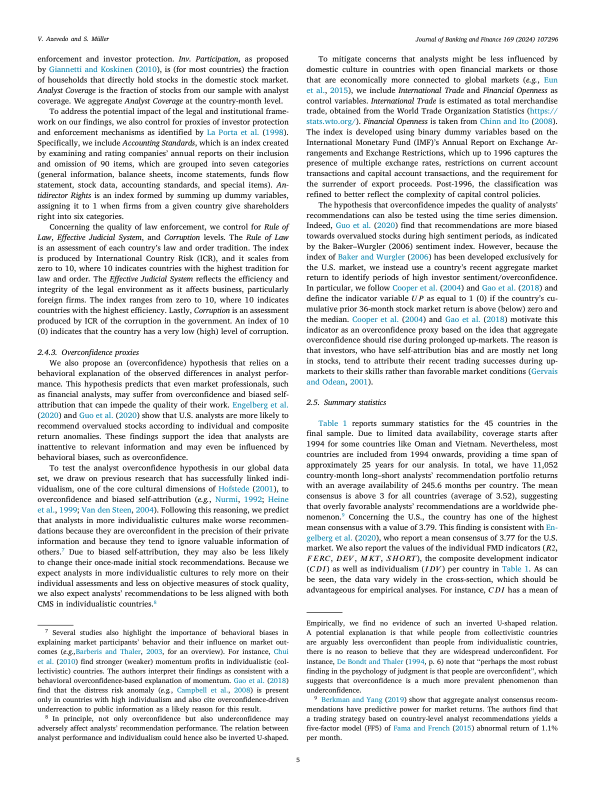 V. Azevedo and S. Müller
Journal of Banking and Finance 169 (2024) 107296
enforcement and investor protection. Inv. Participation, as proposed
by Giannetti and Koskinen (2010), is (for most countries) the fraction
of households that directly hold stocks in the domestic stock market.
Analyst Coverage is the fraction of stocks from our sample with analyst
coverage. We aggregate Analyst Coverage at the country-month level.
To address the potential impact of the legal and institutional frame-
work on our findings, we also control for proxies of investor protection
and enforcement mechanisms as identified by La Porta et al. (1998).
Specifically, we include Accounting Standards, which is an index created
by examining and rating companies' annual reports on their inclusion
and omission of 90 items, which are grouped into seven categories
(general information, balance sheets, income statements, funds flow
statement, stock data, accounting standards, and special items). An-
tidirector Rights is an index formed by summing up dummy variables,
assigning it to 1 when firms from a given country give shareholders
right into six categories.
Concerning the quality of law enforcement, we control for Rule of
Law, Effective Judicial System, and Corruption levels. The Rule of Law
is an assessment of each country's law and order tradition. The index
is produced by International Country Risk (ICR), and it scales from
zero to 10, where 10 indicates countries with the highest tradition for
law and order. The Effective Judicial System reflects the efficiency and
integrity of the legal environment as it affects business, particularly
foreign firms. The index ranges from zero to 10, where 10 indicates
countries with the highest efficiency. Lastly, Corruption is an assessment
produced by ICR of the corruption in the government. An index of 10
(0) indicates that the country has a very low (high) level of corruption.
2.4.3. Overconfidence proxies
We also propose an (overconfidence) hypothesis that relies on a
behavioral explanation of the observed differences in analyst perfor-
mance. This hypothesis predicts that even market professionals, such
as financial analysts, may suffer from overconfidence and biased self-
attribution that can impede the quality of their work. Engelberg et al.
(2020) and Guo et al. (2020) show that U.S. analysts are more likely to
recommend overvalued stocks according to individual and composite
return anomalies. These findings support the idea that analysts are
inattentive to relevant information and may even be influenced by
behavioral biases, such as overconfidence.
To test the analyst overconfidence hypothesis in our global data
set, we draw on previous research that has successfully linked indi-
vidualism, one of the core cultural dimensions of Hofstede (2001), to
overconfidence and biased self-attribution (e.g., Nurmi, 1992; Heine
et al., 1999; Van den Steen, 2004). Following this reasoning, we predict
that analysts in more individualistic cultures make worse recommen-
dations because they are overconfident in the precision of their private
information and because they tend to ignore valuable information of
others.7 Due to biased self-attribution, they may also be less likely
to change their once-made initial stock recommendations. Because we
expect analysts in more individualistic cultures to rely more on their
individual assessments and less on objective measures of stock quality,
we also expect analysts' recommendations to be less aligned with both
CMS in individualistic countries.8
7 Several studies also highlight the importance of behavioral biases in
explaining market participants' behavior and their influence on market out-
comes (e.g.,Barberis and Thaler, 2003, for an overview). For instance, Chui
et al. (2010) find stronger (weaker) momentum profits in individualistic (col-
lectivistic) countries. The authors interpret their findings as consistent with a
behavioral overconfidence-based explanation of momentum. Gao et al. (2018)
find that the distress risk anomaly (e.g., Campbell et al., 2008) is present
only in countries with high individualism and also cite overconfidence-driven
underreaction to public information as a likely reason for this result.
8 In principle, not only overconfidence but also underconfidence may
adversely affect analysts' recommendation performance. The relation between
analyst performance and individualism could hence also be inverted U-shaped.
To mitigate concerns that analysts might be less influenced by
domestic culture in countries with open financial markets or those
that are economically more connected to global markets (e.g., Eun
et al., 2015), we include International Trade and Financial Openness as
control variables. International Trade is estimated as total merchandise
trade, obtained from the World Trade Organization Statistics (https://
stats.wto.org/). Financial Openness is taken from Chinn and Ito (2008).
The index is developed using binary dummy variables based on the
International Monetary Fund (IMF)'s Annual Report on Exchange Ar-
rangements and Exchange Restrictions, which up to 1996 captures the
presence of multiple exchange rates, restrictions on current account
transactions and capital account transactions, and the requirement for
the surrender of export proceeds. Post-1996, the classification was
refined to better reflect the complexity of capital control policies.
The hypothesis that overconfidence impedes the quality of analysts'
recommendations can also be tested using the time series dimension.
Indeed, Guo et al. (2020) find that recommendations are more biased
towards overvalued stocks during high sentiment periods, as indicated
by the Baker–Wurgler (2006) sentiment index. However, because the
index of Baker and Wurgler (2006) has been developed exclusively for
the U.S. market, we instead use a country's recent aggregate market
return to identify periods of high investor sentiment/overconfidence.
In particular, we follow Cooper et al. (2004) and Gao et al. (2018) and
define the indicator variable UP as equal to 1 (0) if the country's cu-
mulative prior 36-month stock market return is above (below) zero and
the median. Cooper et al. (2004) and Gao et al. (2018) motivate this
indicator as an overconfidence proxy based on the idea that aggregate
overconfidence should rise during prolonged up-markets. The reason is
that investors, who have self-attribution bias and are mostly net long
in stocks, tend to attribute their recent trading successes during up-
markets to their skills rather than favorable market conditions (Gervais
and Odean, 2001).
2.5. Summary statistics
Table 1 reports summary statistics for the 45 countries in the
final sample. Due to limited data availability, coverage starts after
1994 for some countries like Oman and Vietnam. Nevertheless, most
countries are included from 1994 onwards, providing a time span of
approximately 25 years for our analysis. In total, we have 11,052
country-month long–short analysts' recommendation portfolio returns
with an average availability of 245.6 months per country. The mean
consensus is above 3 for all countries (average of 3.52), suggesting
that overly favorable analysts' recommendations are a worldwide phe-
nomenon.9 Concerning the U.S., the country has one of the highest
mean consensus with a value of 3.79. This finding is consistent with En-
gelberg et al. (2020), who report a mean consensus of 3.77 for the U.S.
market. We also report the values of the individual FMD indicators (R2,
FERC, DEV, MKT, SHORT), the composite development indicator
(CDI) as well as individualism (IDV) per country in Table 1. As can
be seen, the data vary widely in the cross-section, which should be
advantageous for empirical analyses. For instance, CDI has a mean of
Empirically, we find no evidence of such an inverted U-shaped relation.
A potential explanation is that while people from collectivistic countries
are arguably less overconfident than people from individualistic countries,
there is no reason to believe that they are widespread underconfident. For
instance, De Bondt and Thaler (1994, p. 6) note that "perhaps the most robust
finding in the psychology of judgment is that people are overconfident", which
suggests that overconfidence is a much more prevalent phenomenon than
underconfidence.
9 Berkman and Yang (2019) show that aggregate analyst consensus recom-
mendations have predictive power for market returns. The authors find that
a trading strategy based on country-level analyst recommendations yields a
five-factor model (FF5) of Fama and French (2015) abnormal return of 1.1%
per month.
5